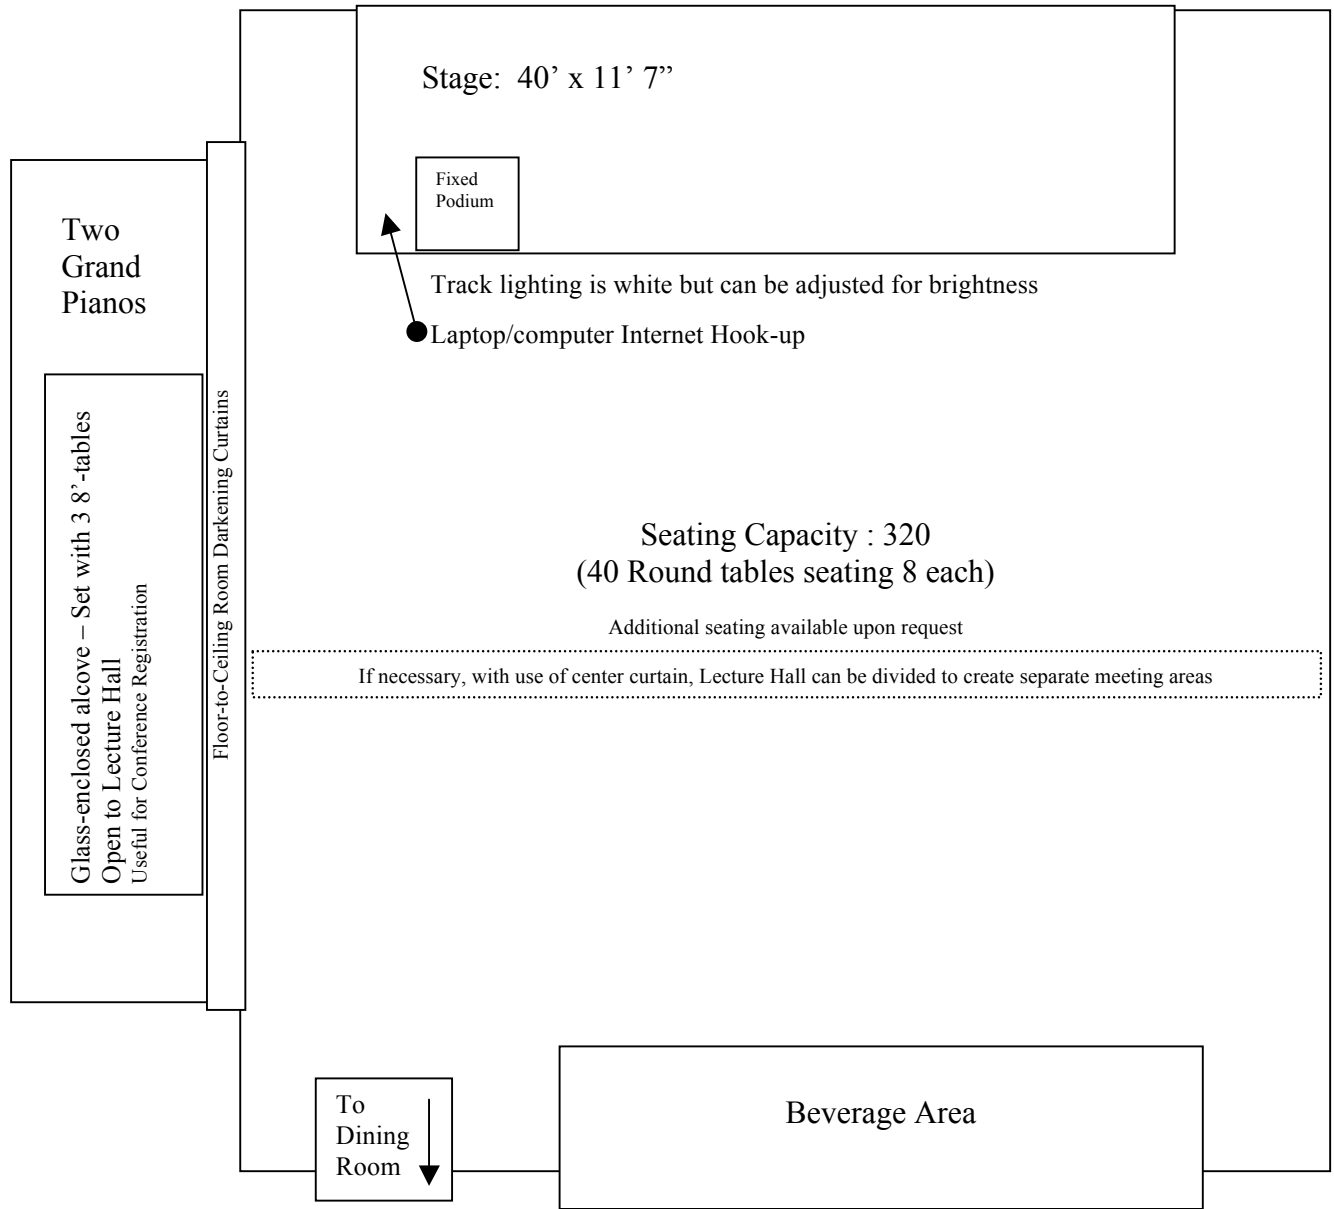 Stage:  40’ x 11’ 7”
Fixed
Podium
Two
Grand
Pianos
Track lighting is white but can be adjusted for brightness
Laptop/computer Internet Hook-up
Glass-enclosed alcove – Set with 3 8’-tables
Open to Lecture Hall
Useful for Conference Registration
Floor-to-Ceiling Room Darkening Curtains
Seating Capacity : 320
(40 Round tables seating 8 each)
Additional seating available upon request
If necessary, with use of center curtain, Lecture Hall can be divided to create separate meeting areas
To
Dining
Room
Beverage Area